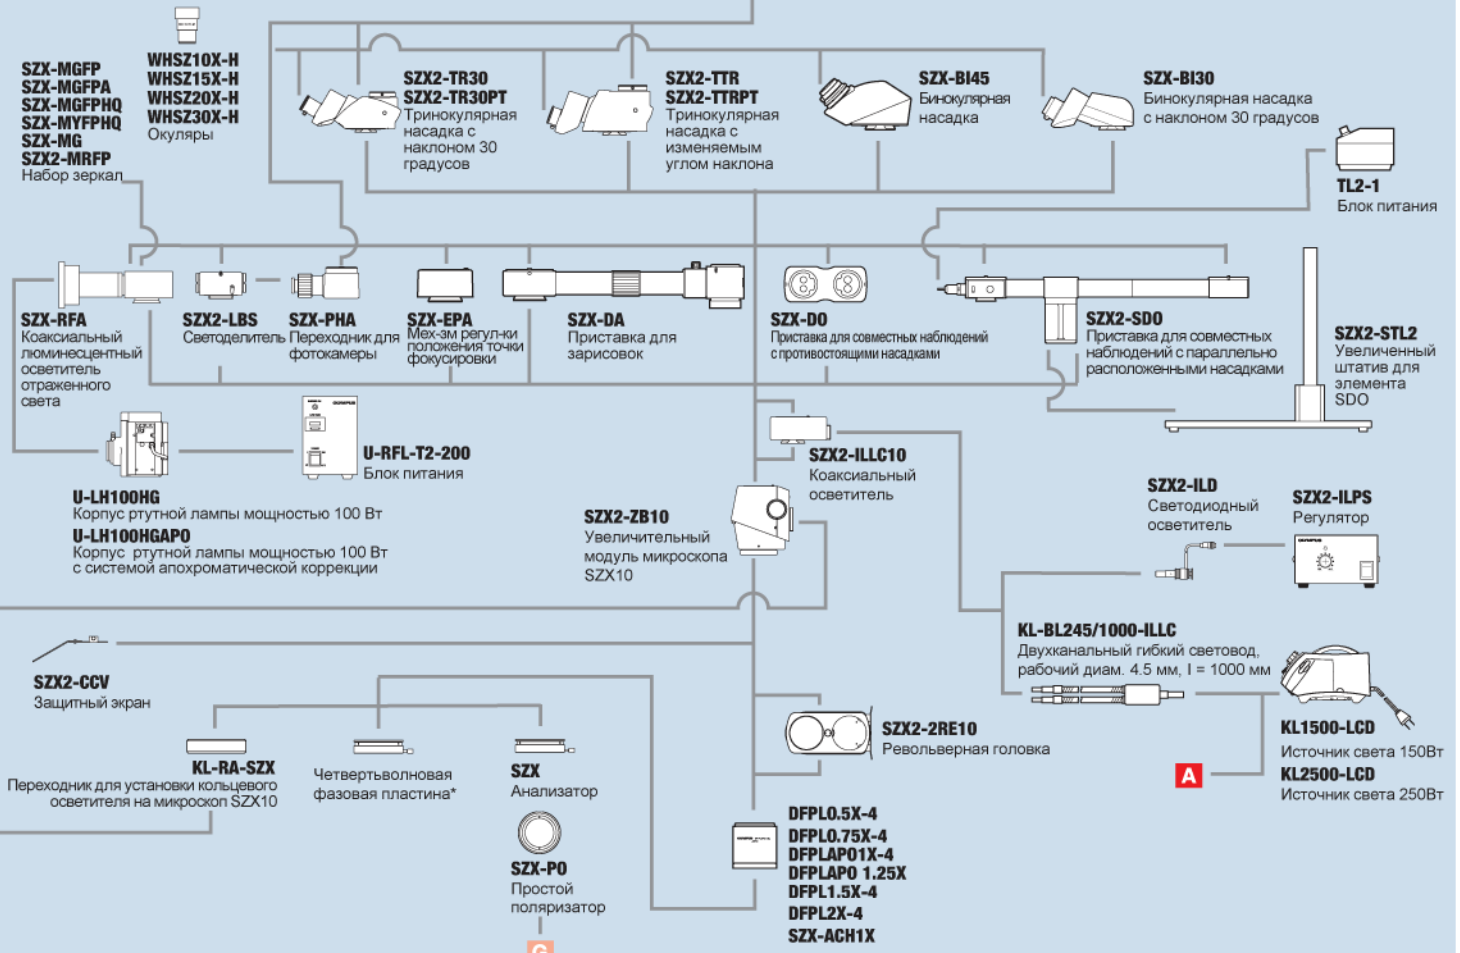 SZX-MGFP
SZX-MGFPA
SZX-MGFPHQ
SZX-MYFPHQ
SZX-MG
SZX2-MRFP
Набор зеркал
WHSZ10X-H
WHSZ15X-H
WHSZ20X-H
WHSZ30X-H
Окуляры
SZX2-TR30
SZX2-TR30PT
Тринокулярная
насадка с
наклоном 30
градусов
SZX2-TTR
SZX2-TTRPT
Тринокулярная
насадка с
изменяемым
углом наклона
SZX-BI45
Бинокулярная
насадка
SZX-BI30
Бинокулярная насадка
с наклоном 30 градусов
TL2-1
Блок питания
SZX-RFA
Коаксиальный
люминесцентный
осветитель
отраженного
света
SZX2-LBS
Светоделитель
SZX-PHA
Переходник для
фотокамеры
SZX-EPA
Мех-зм регул-ки
положения точки
фокусировки
SZX-DA
Приставка для
зарисовок
SZX-DO
Приставка для совместных наблюдений
с противостоящими насадками
SZX2-SDO
Приставка для совместных
наблюдений с параллельно
расположенными насадками
SZX2-STL2
Увеличенный
штатив для
элемента
SDO
OLYMPUS
U-RFL-T2-200
Блок питания
U-LH100HG
Корпус ртутной лампы мощностью 100 Вт
U-LH100HGAPO
Корпус ртутной лампы мощностью 100 Вт
с системой апохроматической коррекции
SZX2-ILLC10
Коаксиальный
осветитель
SZX2-ZB10
Увеличительный
модуль микроскопа
SZX10
SZX2-ILD
Светодиодный
осветитель
SZX2-ILPS
Регулятор
OLYMPUS
KL-BL245/1000-ILLC
Двухканальный гибкий световод,
рабочий диам. 4.5 мм, l = 1000 мм
SZX2-CCV
Защитный экран
KL-RA-SZX
Переходник для установки кольцевого
осветителя на микроскоп SZX10
Четвертьволновая
фазовая пластина*
SZX
Анализатор
SZX-PO
Простой
поляризатор
G
SZX2-2RE10
Револьверная головка
A
KL1500-LCD
Источник света 150Вт
KL2500-LCD
Источник света 250Вт
DFPL0.5X-4
DFPL0.75X-4
DFPLAPO1X-4
DFPLAPO 1.25X
DFPL1.5X-4
DFPL2X-4
SZX-ACH1X